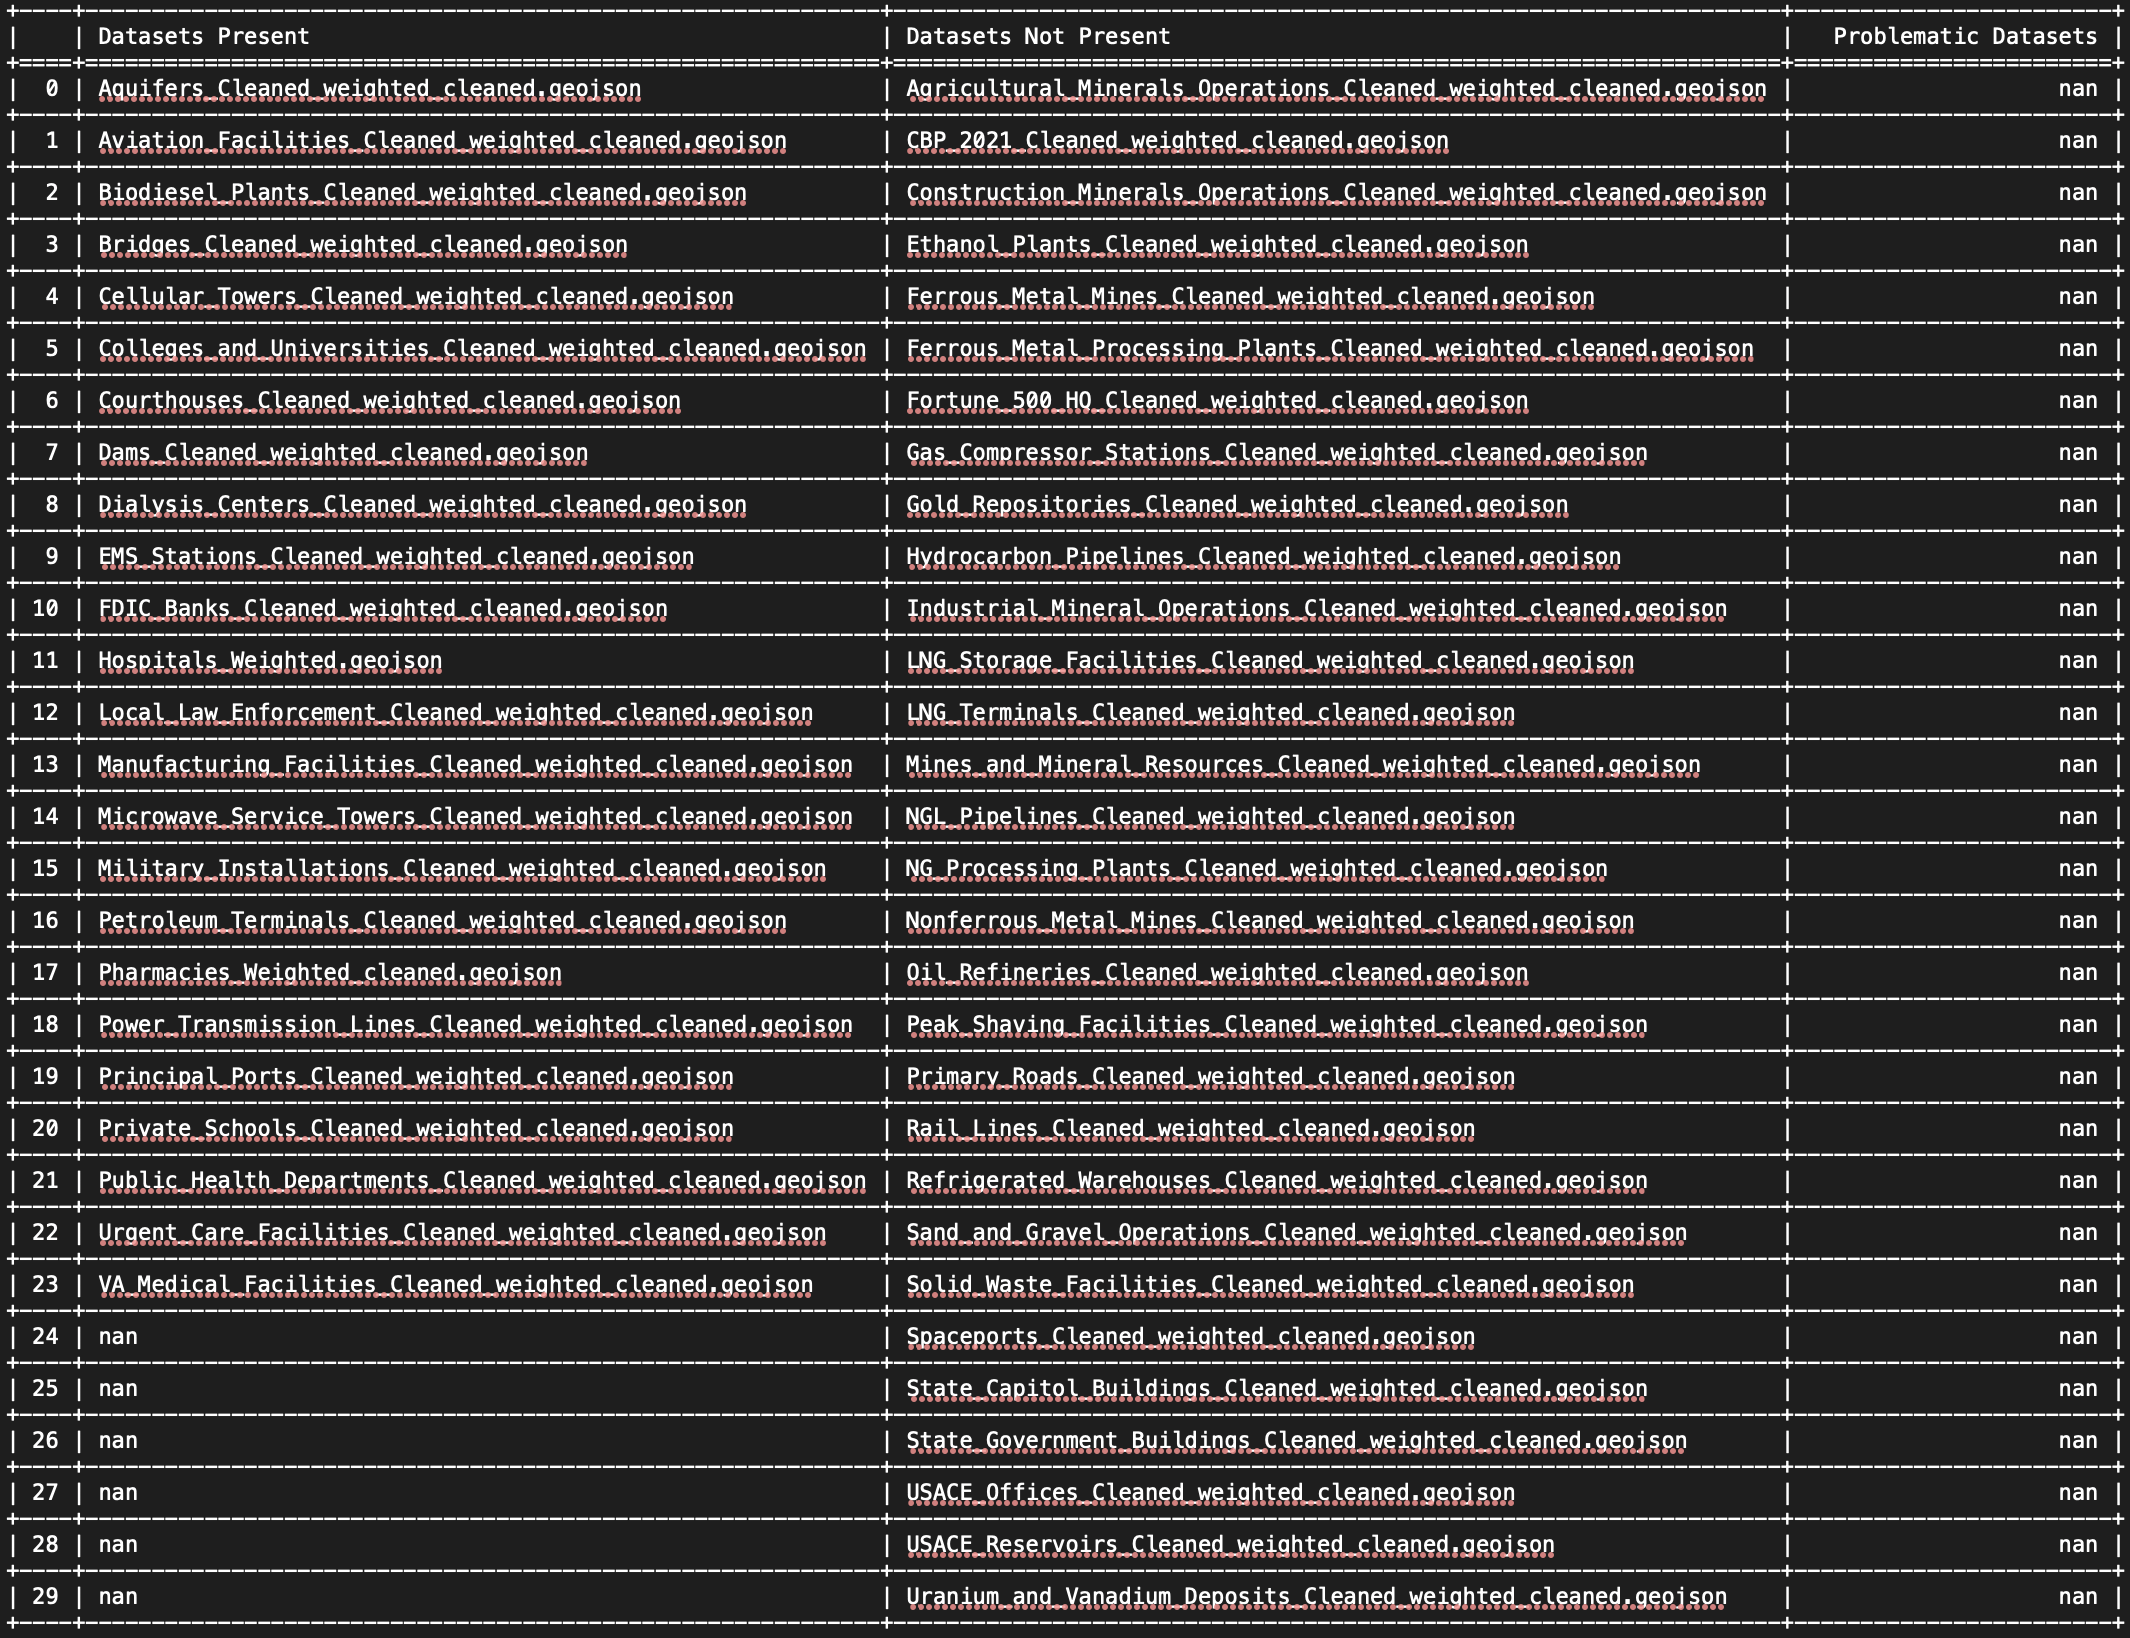 +----+------------------------------------------------------------+--------------------------------------------------------------------+------------------------+
|    | Datasets Present                                           | Datasets Not Present                                               |   Problematic Datasets |
+====+============================================================+====================================================================+========================+
|  0 | Aquifers_Cleaned_weighted_cleaned.geojson                  | Agricultural_Minerals_Operations_Cleaned_weighted_cleaned.geojson  |                    nan |
+----+------------------------------------------------------------+--------------------------------------------------------------------+------------------------+
|  1 | Aviation_Facilities_Cleaned_weighted_cleaned.geojson       | CBP_2021_Cleaned_weighted_cleaned.geojson                          |                    nan |
+----+------------------------------------------------------------+--------------------------------------------------------------------+------------------------+
|  2 | Biodiesel_Plants_Cleaned_weighted_cleaned.geojson          | Construction_Minerals_Operations_Cleaned_weighted_cleaned.geojson  |                    nan |
+----+------------------------------------------------------------+--------------------------------------------------------------------+------------------------+
|  3 | Bridges_Cleaned_weighted_cleaned.geojson                   | Ethanol_Plants_Cleaned_weighted_cleaned.geojson                    |                    nan |
+----+------------------------------------------------------------+--------------------------------------------------------------------+------------------------+
|  4 | Cellular_Towers_Cleaned_weighted_cleaned.geojson           | Ferrous_Metal_Mines_Cleaned_weighted_cleaned.geojson               |                    nan |
+----+------------------------------------------------------------+--------------------------------------------------------------------+------------------------+
|  5 | Colleges_and_Universities_Cleaned_weighted_cleaned.geojson | Ferrous_Metal_Processing_Plants_Cleaned_weighted_cleaned.geojson   |                    nan |
+----+------------------------------------------------------------+--------------------------------------------------------------------+------------------------+
|  6 | Courthouses_Cleaned_weighted_cleaned.geojson               | Fortune_500_HQ_Cleaned_weighted_cleaned.geojson                    |                    nan |
+----+------------------------------------------------------------+--------------------------------------------------------------------+------------------------+
|  7 | Dams_Cleaned_weighted_cleaned.geojson                      | Gas_Compressor_Stations_Cleaned_weighted_cleaned.geojson           |                    nan |
+----+------------------------------------------------------------+--------------------------------------------------------------------+------------------------+
|  8 | Dialysis_Centers_Cleaned_weighted_cleaned.geojson          | Gold_Repositories_Cleaned_weighted_cleaned.geojson                 |                    nan |
+----+------------------------------------------------------------+--------------------------------------------------------------------+------------------------+
|  9 | EMS_Stations_Cleaned_weighted_cleaned.geojson              | Hydrocarbon_Pipelines_Cleaned_weighted_cleaned.geojson             |                    nan |
+----+------------------------------------------------------------+--------------------------------------------------------------------+------------------------+
| 10 | FDIC_Banks_Cleaned_weighted_cleaned.geojson                | Industrial_Mineral_Operations_Cleaned_weighted_cleaned.geojson     |                    nan |
+----+------------------------------------------------------------+--------------------------------------------------------------------+------------------------+
| 11 | Hospitals_Weighted.geojson                                 | LNG_Storage_Facilities_Cleaned_weighted_cleaned.geojson            |                    nan |
+----+------------------------------------------------------------+--------------------------------------------------------------------+------------------------+
| 12 | Local_Law_Enforcement_Cleaned_weighted_cleaned.geojson     | LNG_Terminals_Cleaned_weighted_cleaned.geojson                     |                    nan |
+----+------------------------------------------------------------+--------------------------------------------------------------------+------------------------+
| 13 | Manufacturing_Facilities_Cleaned_weighted_cleaned.geojson  | Mines_and_Mineral_Resources_Cleaned_weighted_cleaned.geojson       |                    nan |
+----+------------------------------------------------------------+--------------------------------------------------------------------+------------------------+
| 14 | Microwave_Service_Towers_Cleaned_weighted_cleaned.geojson  | NGL_Pipelines_Cleaned_weighted_cleaned.geojson                     |                    nan |
+----+------------------------------------------------------------+--------------------------------------------------------------------+------------------------+
| 15 | Military_Installations_Cleaned_weighted_cleaned.geojson    | NG_Processing_Plants_Cleaned_weighted_cleaned.geojson              |                    nan |
+----+------------------------------------------------------------+--------------------------------------------------------------------+------------------------+
| 16 | Petroleum_Terminals_Cleaned_weighted_cleaned.geojson       | Nonferrous_Metal_Mines_Cleaned_weighted_cleaned.geojson            |                    nan |
+----+------------------------------------------------------------+--------------------------------------------------------------------+------------------------+
| 17 | Pharmacies_Weighted_cleaned.geojson                        | Oil_Refineries_Cleaned_weighted_cleaned.geojson                    |                    nan |
+----+------------------------------------------------------------+--------------------------------------------------------------------+------------------------+
| 18 | Power_Transmission_Lines_Cleaned_weighted_cleaned.geojson  | Peak_Shaving_Facilities_Cleaned_weighted_cleaned.geojson           |                    nan |
+----+------------------------------------------------------------+--------------------------------------------------------------------+------------------------+
| 19 | Principal_Ports_Cleaned_weighted_cleaned.geojson           | Primary_Roads_Cleaned_weighted_cleaned.geojson                     |                    nan |
+----+------------------------------------------------------------+--------------------------------------------------------------------+------------------------+
| 20 | Private_Schools_Cleaned_weighted_cleaned.geojson           | Rail_Lines_Cleaned_weighted_cleaned.geojson                        |                    nan |
+----+------------------------------------------------------------+--------------------------------------------------------------------+------------------------+
| 21 | Public_Health_Departments_Cleaned_weighted_cleaned.geojson | Refrigerated_Warehouses_Cleaned_weighted_cleaned.geojson           |                    nan |
+----+------------------------------------------------------------+--------------------------------------------------------------------+------------------------+
| 22 | Urgent_Care_Facilities_Cleaned_weighted_cleaned.geojson    | Sand_and_Gravel_Operations_Cleaned_weighted_cleaned.geojson        |                    nan |
+----+------------------------------------------------------------+--------------------------------------------------------------------+------------------------+
| 23 | VA_Medical_Facilities_Cleaned_weighted_cleaned.geojson     | Solid_Waste_Facilities_Cleaned_weighted_cleaned.geojson            |                    nan |
+----+------------------------------------------------------------+--------------------------------------------------------------------+------------------------+
| 24 | nan                                                        | Spaceports_Cleaned_weighted_cleaned.geojson                        |                    nan |
+----+------------------------------------------------------------+--------------------------------------------------------------------+------------------------+
| 25 | nan                                                        | State_Capitol_Buildings_Cleaned_weighted_cleaned.geojson           |                    nan |
+----+------------------------------------------------------------+--------------------------------------------------------------------+------------------------+
| 26 | nan                                                        | State_Government_Buildings_Cleaned_weighted_cleaned.geojson        |                    nan |
+----+------------------------------------------------------------+--------------------------------------------------------------------+------------------------+
| 27 | nan                                                        | USACE_Offices_Cleaned_weighted_cleaned.geojson                     |                    nan |
+----+------------------------------------------------------------+--------------------------------------------------------------------+------------------------+
| 28 | nan                                                        | USACE_Reservoirs_Cleaned_weighted_cleaned.geojson                  |                    nan |
+----+------------------------------------------------------------+--------------------------------------------------------------------+------------------------+
| 29 | nan                                                        | Uranium_and_Vanadium_Deposits_Cleaned_weighted_cleaned.geojson     |                    nan |
+----+------------------------------------------------------------+--------------------------------------------------------------------+------------------------+